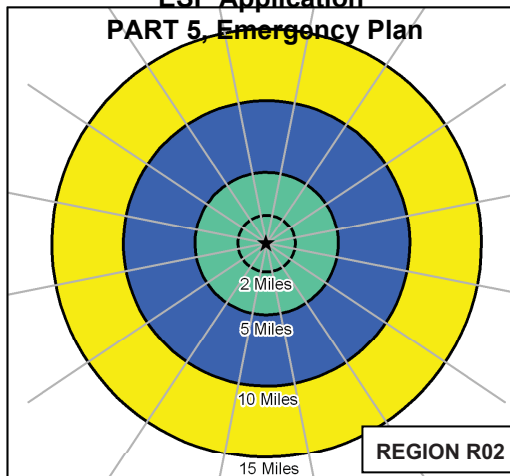 ESP Application
PART 5, Emergency Plan
2 Miles
5 Miles
10 Miles
15 Miles
REGION R02